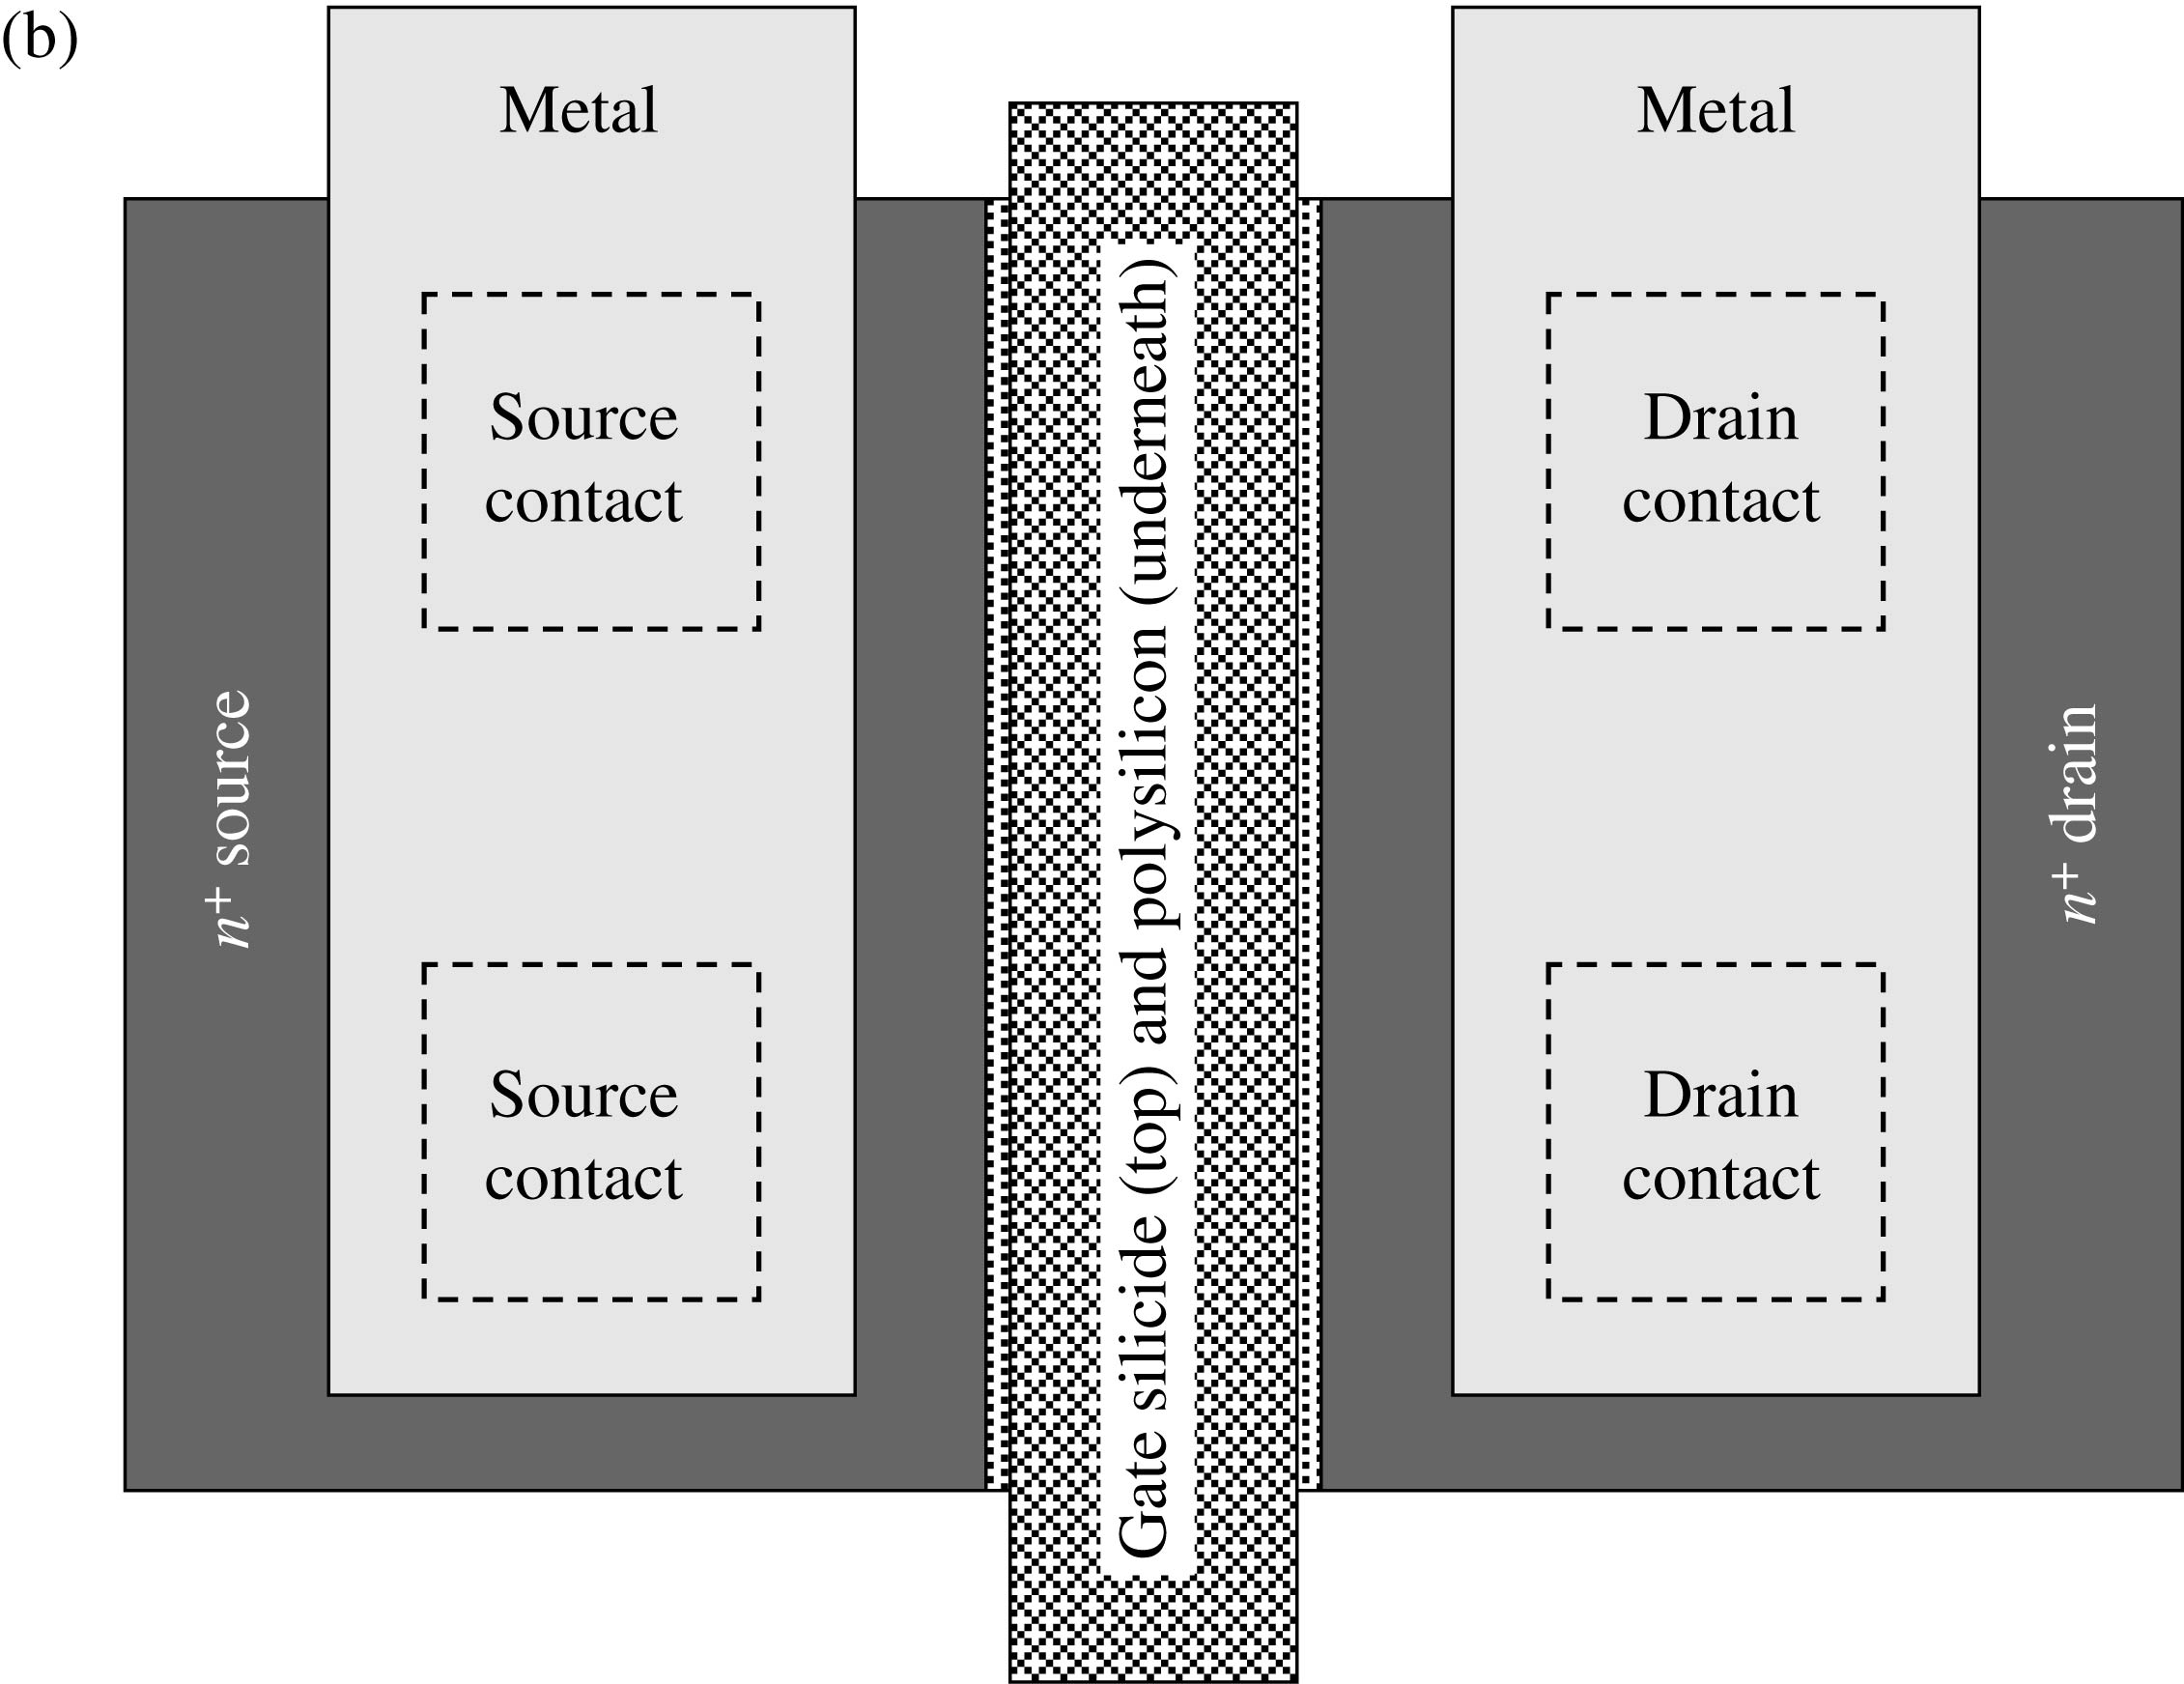 (b)
Metal
Metal
Source
contact
Drain
contact
n+ source
Gate silicide (top) and polysilicon (underneath)
n+ drain
Source
contact
Drain
contact